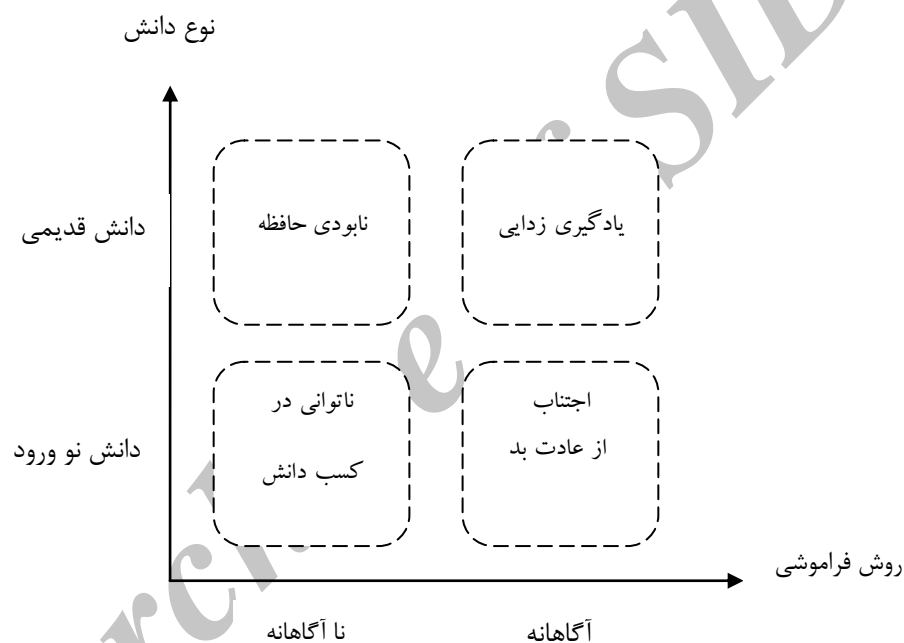 نوع دانش
دانش قدیمی
نابودی حافظه
یادگیری زدایی
دانش نو ورود
ناتوانی در
کسب دانش
اجتناب
از عادت بد
روش فراموشی
نا آگاهانه
آگاهانه